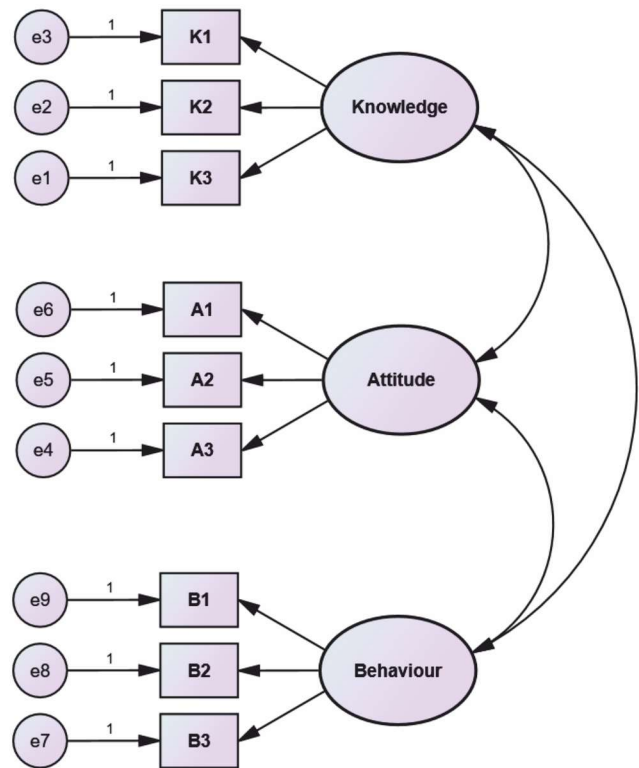 e3 1 K1
e2 1 K2 Knowledge
e1 1 K3
e6 1 A1
e5 1 A2 Attitude
e4 1 A3
e9 1 B1
e8 1 B2 Behaviour
e7 1 B3